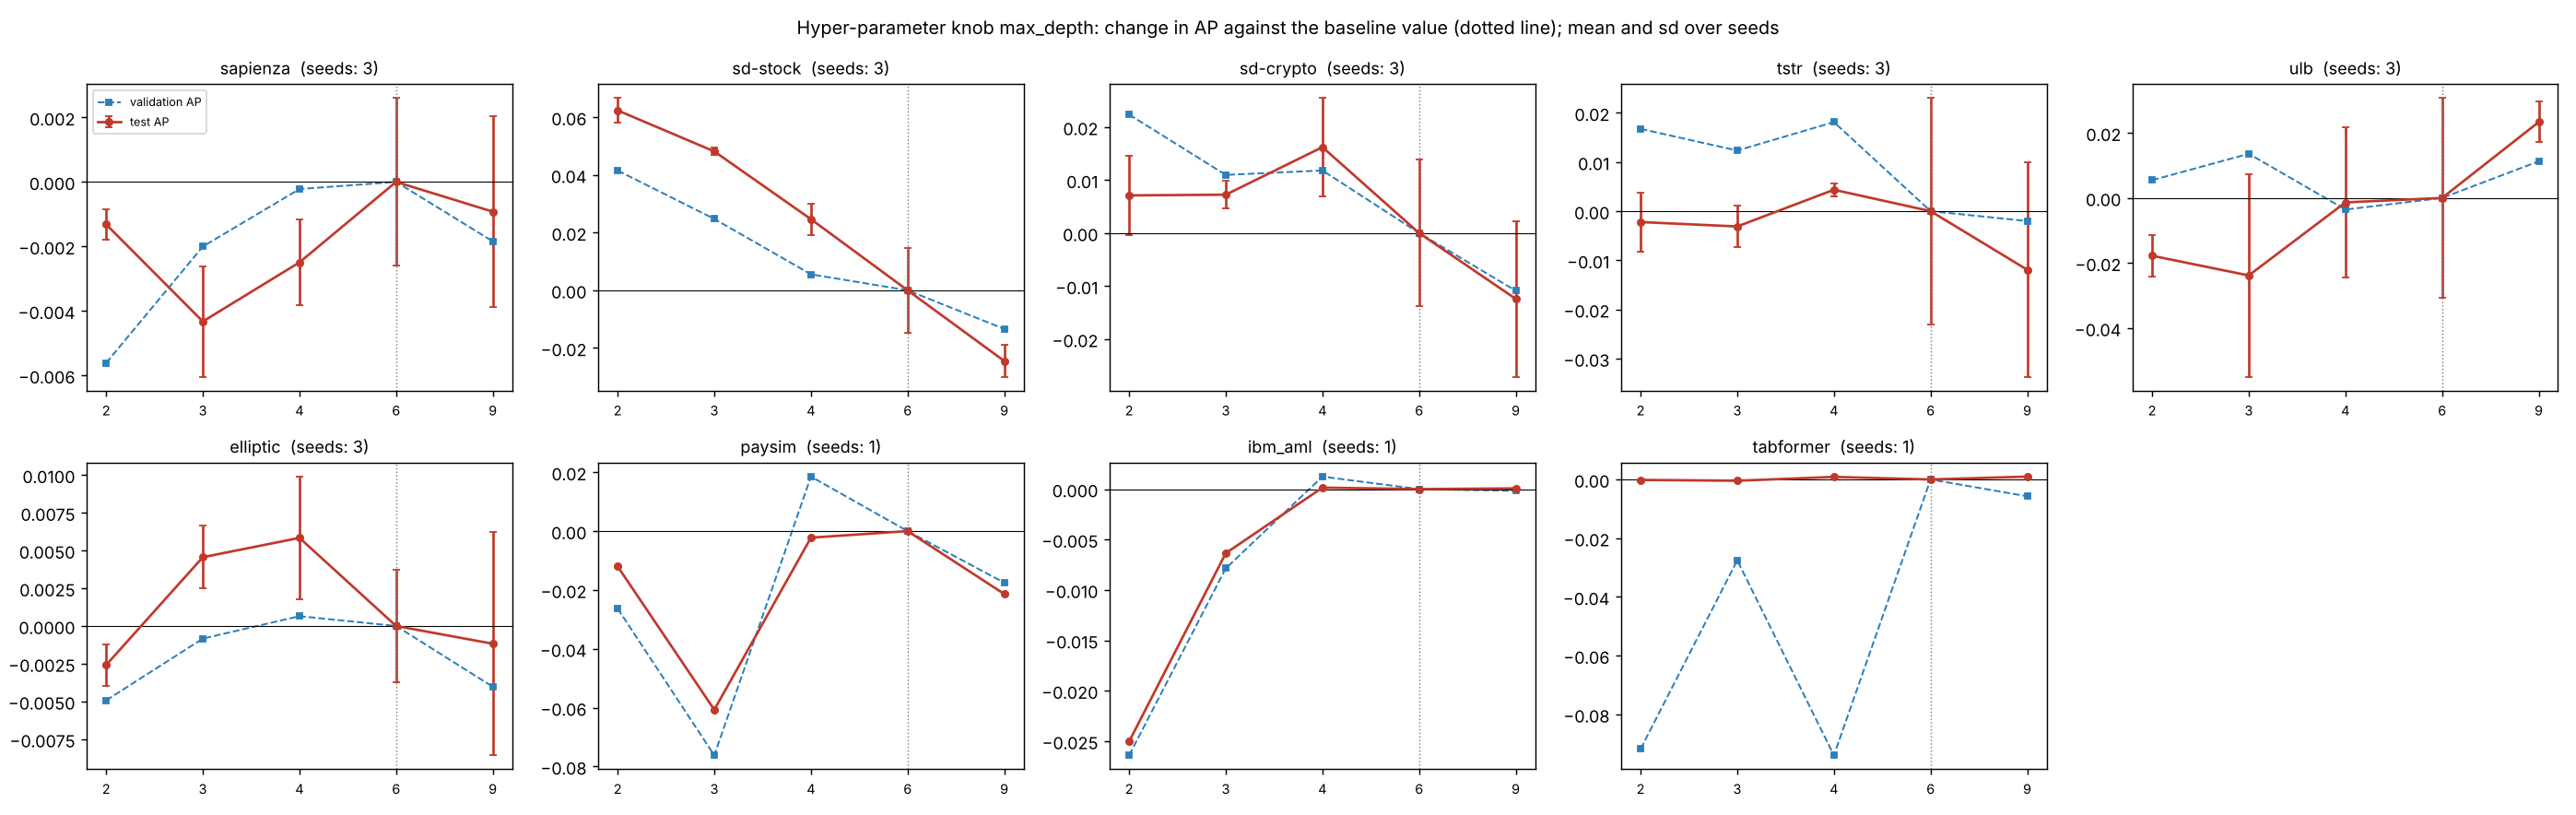 Hyper-parameter knob max_depth: change in AP against the baseline value (dotted line); mean and sd over seeds
sapienza (seeds: 3)
validation AP
test AP
0.002
0.000
−0.002
−0.004
−0.006
2 3 4 6 9
sd-stock (seeds: 3)
0.06
0.04
0.02
0.00
−0.02
2 3 4 6 9
sd-crypto (seeds: 3)
0.02
0.01
0.00
−0.01
−0.02
2 3 4 6 9
tstr (seeds: 3)
0.02
0.01
0.00
−0.01
−0.02
−0.03
2 3 4 6 9
ulb (seeds: 3)
0.02
0.00
−0.02
−0.04
2 3 4 6 9
elliptic (seeds: 3)
0.0100
0.0075
0.0050
0.0025
0.0000
−0.0025
−0.0050
−0.0075
2 3 4 6 9
paysim (seeds: 1)
0.02
0.00
−0.02
−0.04
−0.06
−0.08
2 3 4 6 9
ibm_aml (seeds: 1)
0.000
−0.005
−0.010
−0.015
−0.020
−0.025
2 3 4 6 9
tabformer (seeds: 1)
0.00
−0.02
−0.04
−0.06
−0.08
2 3 4 6 9